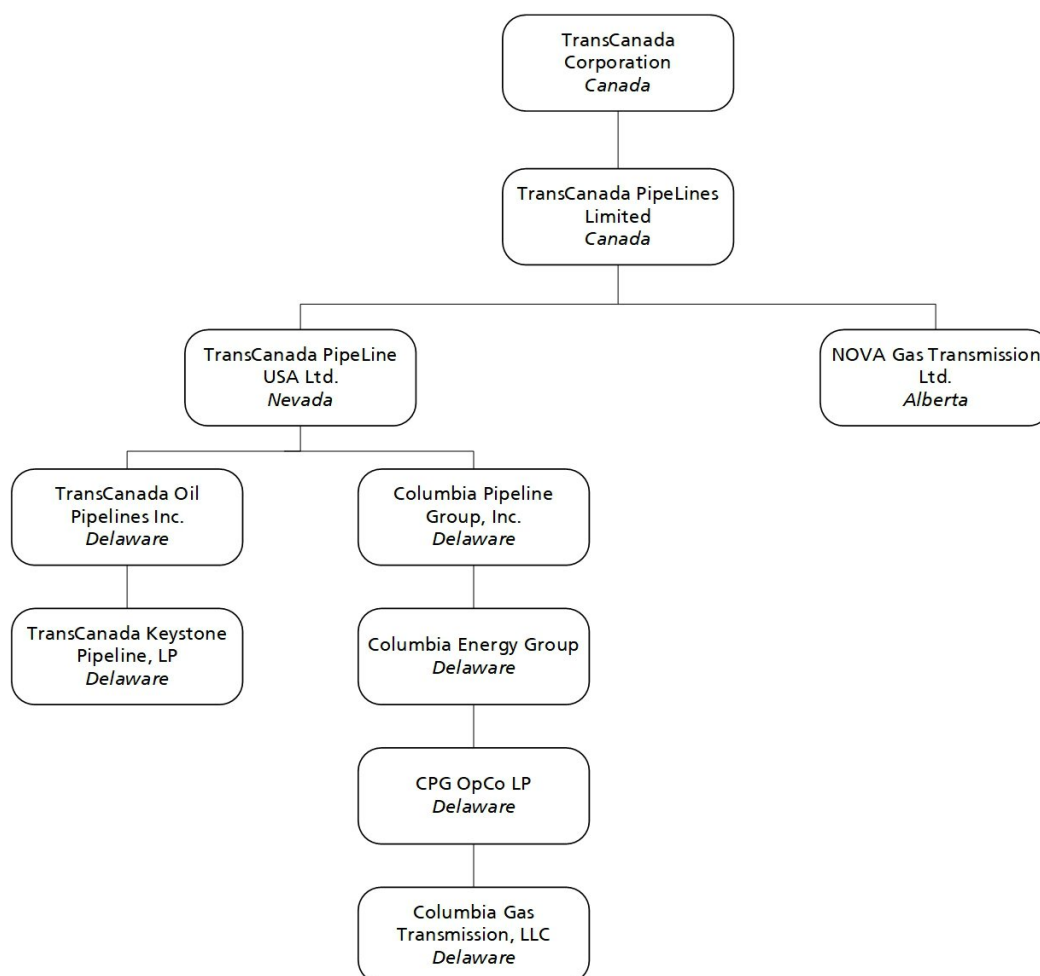 TransCanada
Corporation
Canada
TransCanada PipeLines
Limited
Canada
TransCanada PipeLine
USA Ltd.
Nevada
NOVA Gas Transmission
Ltd.
Alberta
TransCanada Oil
Pipelines Inc.
Delaware
Columbia Pipeline
Group, Inc.
Delaware
TransCanada Keystone
Pipeline, LP
Delaware
Columbia Energy Group
Delaware
CPG OpCo LP
Delaware
Columbia Gas
Transmission, LLC
Delaware